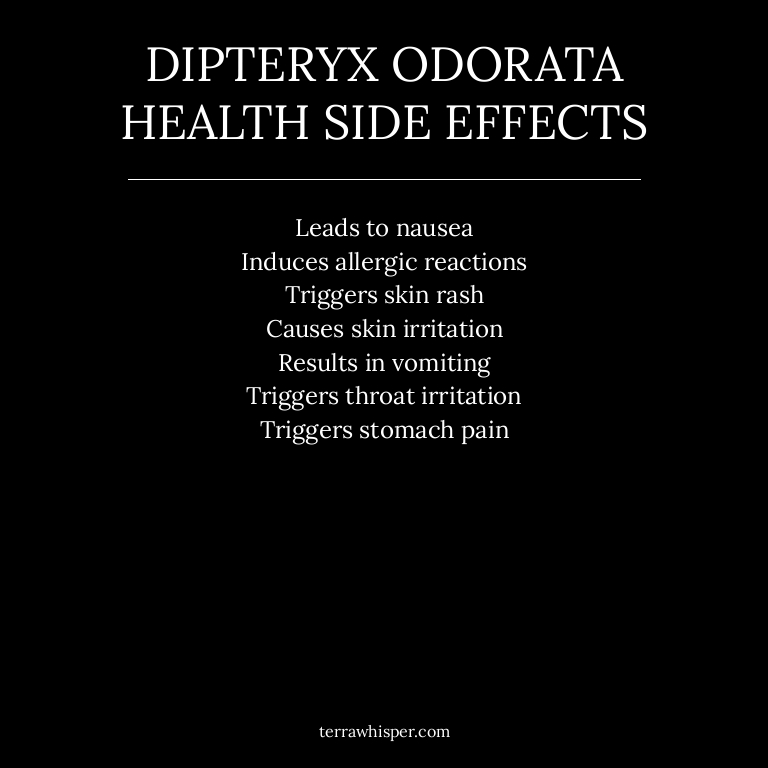 DIPTERYX ODORATA
HEALTH SIDE EFFECTS
Leads to nausea
Induces allergic reactions
Triggers skin rash
Causes skin irritation
Results in vomiting
Triggers throat irritation
Triggers stomach pain
terrawhisper.com